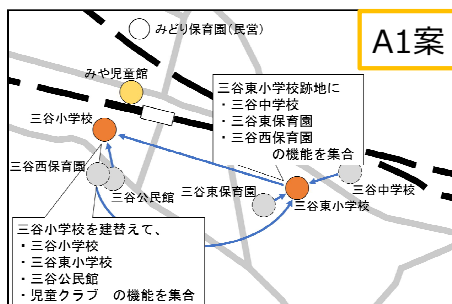 みどり保育園(民営)
A1案
みや児童館
三谷小学校
三谷東小学校跡地に
・三谷中学校
・三谷東保育園
・三谷西保育園
の機能を集合
三谷西保育園
三谷公民館
三谷東保育園
三谷中学校
三谷東小学校
三谷小学校を建替えて、
・三谷小学校
・三谷東小学校
・三谷公民館
・児童クラブ の機能を集合